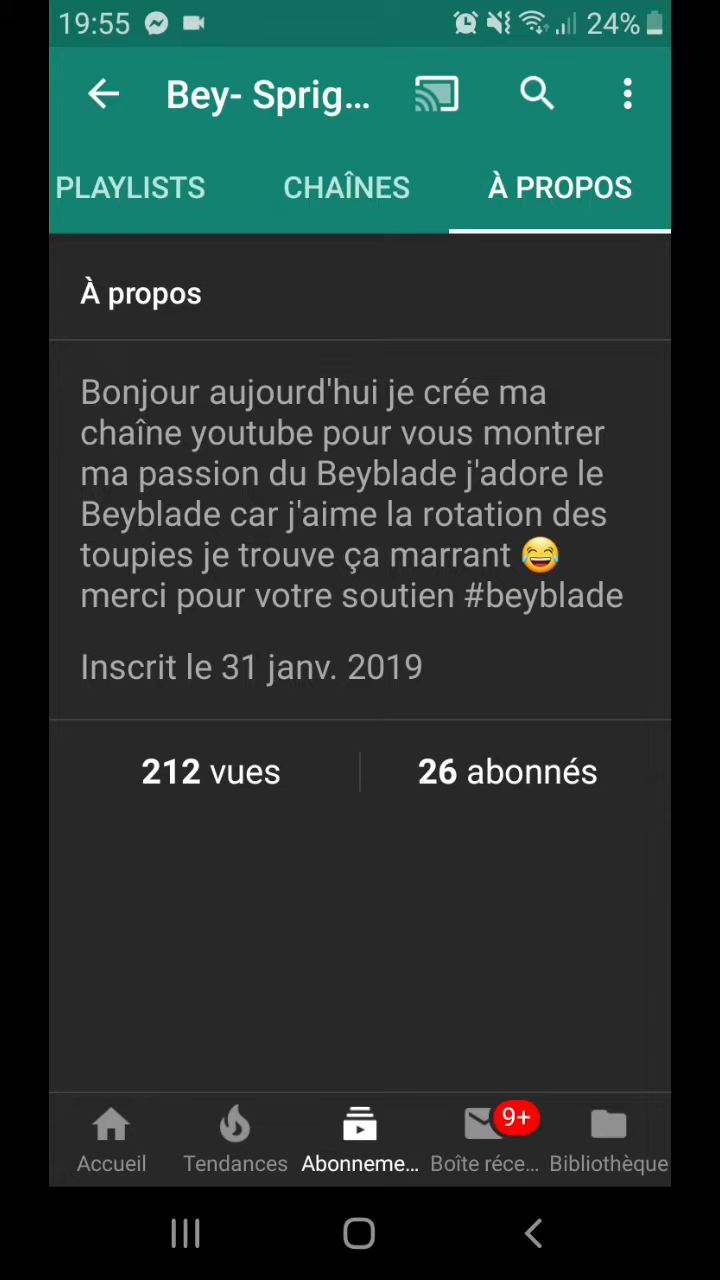 19:55 24%
Bey- Sprig...
PLAYLISTS CHAÎNES À PROPOS
À propos
Bonjour aujourd'hui je crée ma
chaîne youtube pour vous montrer
ma passion du Beyblade j'adore le
Beyblade car j'aime la rotation des
toupies je trouve ça marrant 😂
merci pour votre soutien #beyblade
Inscrit le 31 janv. 2019
212 vues 26 abonnés
9+
Accueil Tendances Abonneme... Boîte réce... Bibliothèque